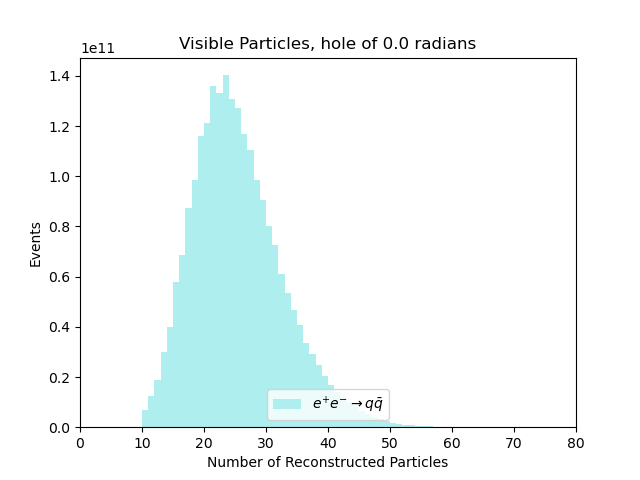 Visible Particles, hole of 0.0 radians
1e11
1.4
1.2
1.0
0.8
0.6
0.4
0.2
0.0
Events
e⁺e⁻ → qq̄
0 10 20 30 40 50 60 70 80
Number of Reconstructed Particles